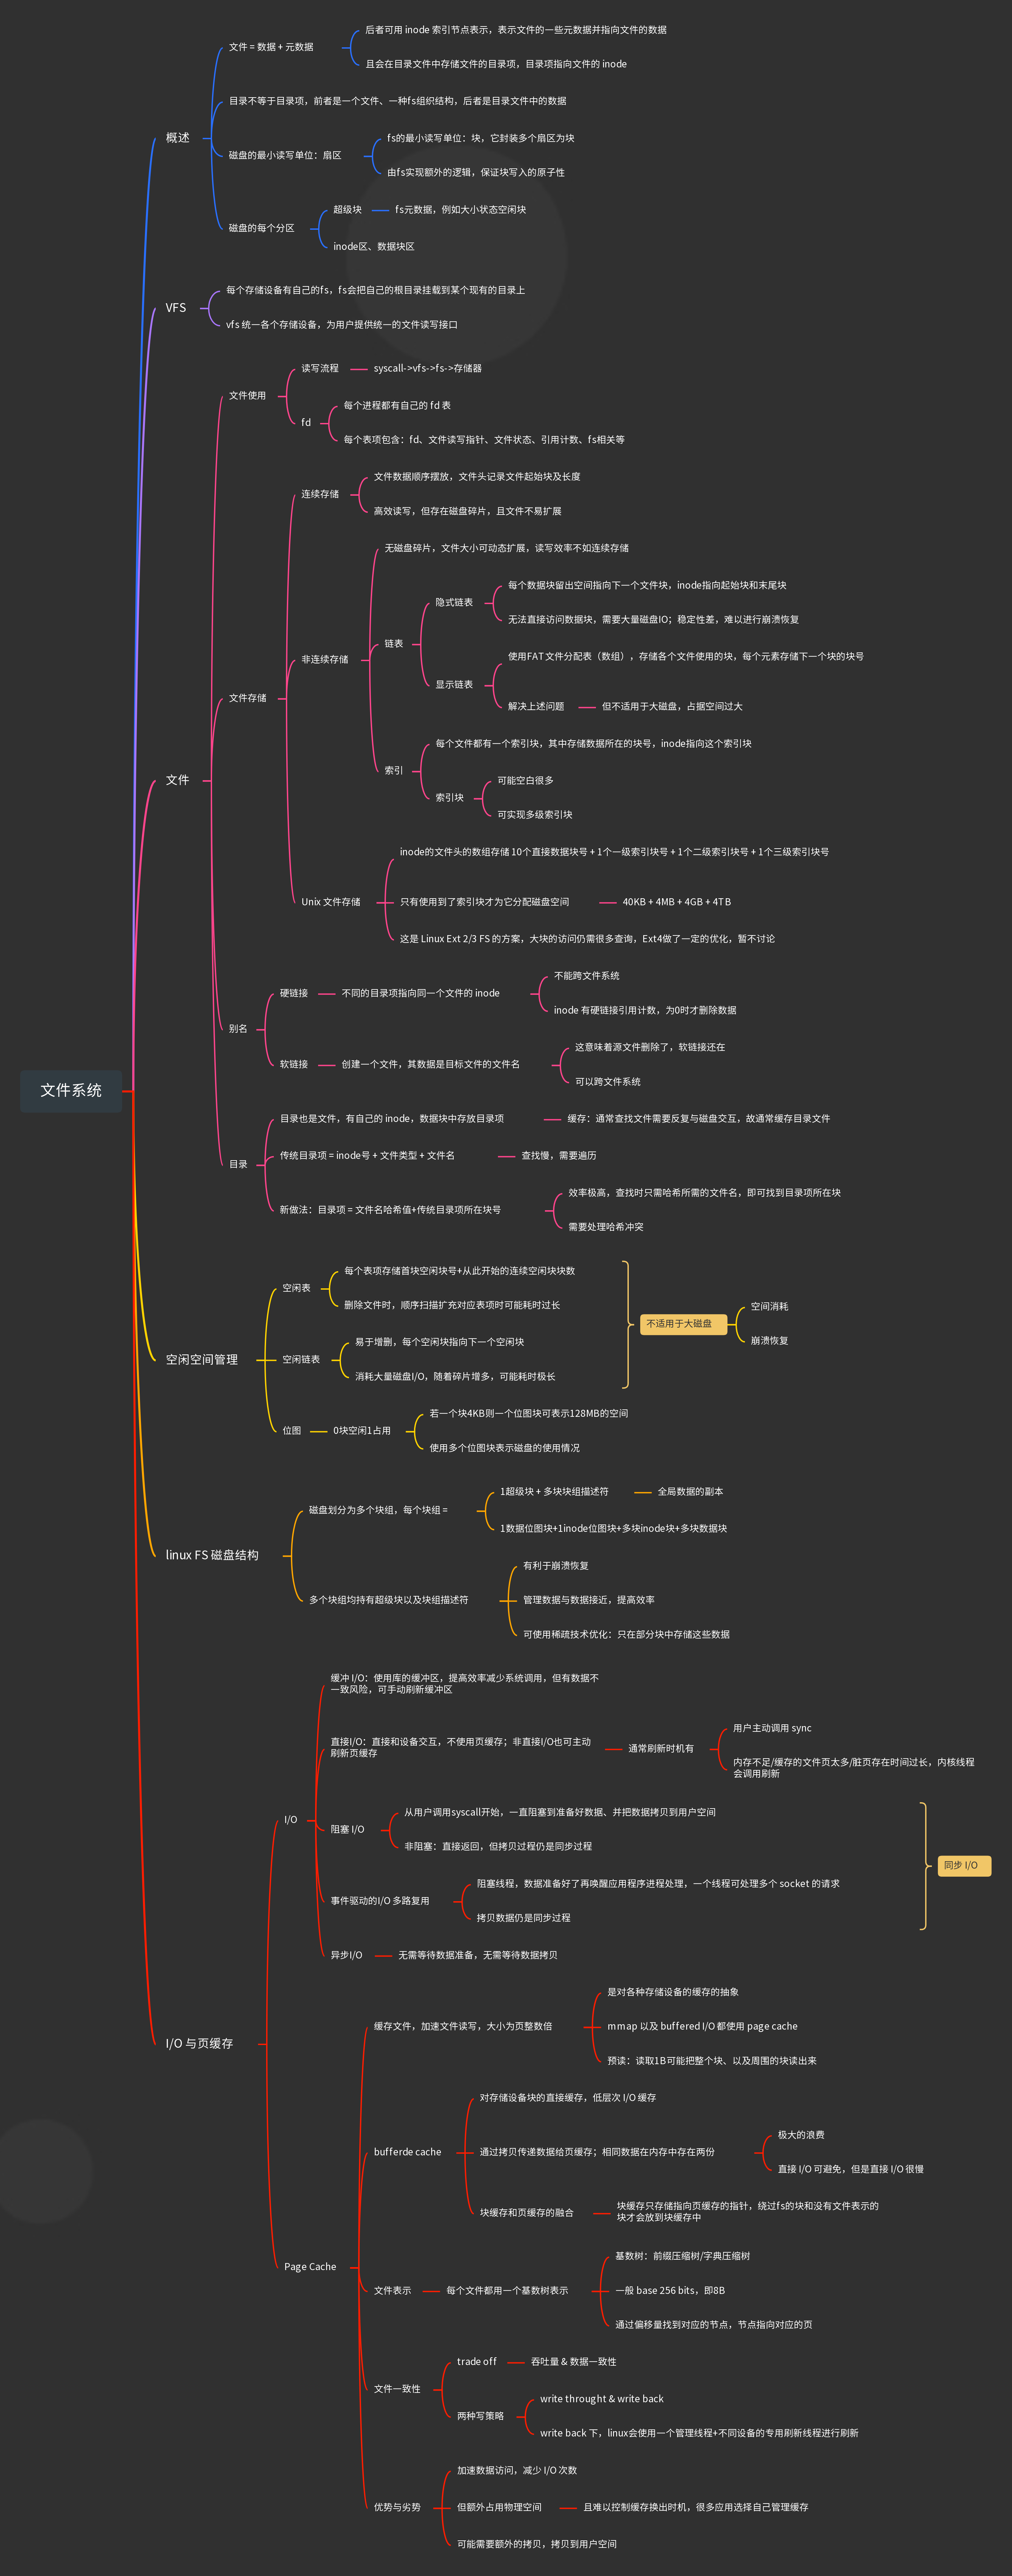 文件系统
概述
文件 = 数据 + 元数据
后者可用 inode 索引节点表示，表示文件的一些元数据并指向文件的数据
且会在目录文件中存储文件的目录项，目录项指向文件的 inode
目录不等于目录项，前者是一个文件、一种fs组织结构，后者是目录文件中的数据
磁盘的最小读写单位：扇区
fs的最小读写单位：块，它封装多个扇区为块
由fs实现额外的逻辑，保证块写入的原子性
磁盘的每个分区
超级块
fs元数据，例如大小状态空闲块
inode区、数据块区
VFS
每个存储设备有自己的fs，fs会把自己的根目录挂载到某个现有的目录上
vfs 统一各个存储设备，为用户提供统一的文件读写接口
文件
文件使用
读写流程
syscall->vfs->fs->存储器
fd
每个进程都有自己的 fd 表
每个表项包含：fd、文件读写指针、文件状态、引用计数、fs相关等
文件存储
连续存储
文件数据顺序摆放，文件头记录文件起始块及长度
高效读写，但存在磁盘碎片，且文件不易扩展
非连续存储
无磁盘碎片，文件大小可动态扩展，读写效率不如连续存储
链表
隐式链表
每个数据块留出空间指向下一个文件块，inode指向起始块和末尾块
无法直接访问数据块，需要大量磁盘IO；稳定性差，难以进行崩溃恢复
显示链表
使用FAT文件分配表（数组），存储各个文件使用的块，每个元素存储下一个块的块号
解决上述问题
但不适用于大磁盘，占据空间过大
索引
每个文件都有一个索引块，其中存储数据所在的块号，inode指向这个索引块
索引块
可能空白很多
可实现多级索引块
Unix 文件存储
inode的文件头的数组存储 10个直接数据块号 + 1个一级索引块号 + 1个二级索引块号 + 1个三级索引块号
只有使用到了索引块才为它分配磁盘空间
40KB + 4MB + 4GB + 4TB
这是 Linux Ext 2/3 FS 的方案，大块的访问仍需很多查询，Ext4做了一定的优化，暂不讨论
别名
硬链接
不同的目录项指向同一个文件的 inode
不能跨文件系统
inode 有硬链接引用计数，为0时才删除数据
软链接
创建一个文件，其数据是目标文件的文件名
这意味着源文件删除了，软链接还在
可以跨文件系统
目录
目录也是文件，有自己的 inode，数据块中存放目录项
缓存：通常查找文件需要反复与磁盘交互，故通常缓存目录文件
传统目录项 = inode号 + 文件类型 + 文件名
查找慢，需要遍历
新做法：目录项 = 文件名哈希值+传统目录项所在块号
效率极高，查找时只需哈希所需的文件名，即可找到目录项所在块
需要处理哈希冲突
空闲空间管理
空闲表
每个表项存储首块空闲块号+从此开始的连续空闲块块数
删除文件时，顺序扫描扩充对应表项时可能耗时过长
空闲链表
易于增删，每个空闲块指向下一个空闲块
消耗大量磁盘I/O，随着碎片增多，可能耗时极长
不适用于大磁盘
空间消耗
崩溃恢复
位图
0块空闲1占用
若一个块4KB则一个位图块可表示128MB的空间
使用多个位图块表示磁盘的使用情况
linux FS 磁盘结构
磁盘划分为多个块组，每个块组 =
1超级块 + 多块块组描述符
全局数据的副本
1数据位图块+1inode位图块+多块inode块+多块数据块
多个块组均持有超级块以及块组描述符
有利于崩溃恢复
管理数据与数据接近，提高效率
可使用稀疏技术优化：只在部分块中存储这些数据
I/O 与页缓存
I/O
缓冲 I/O：使用库的缓冲区，提高效率减少系统调用，但有数据不
一致风险，可手动刷新缓冲区
直接I/O：直接和设备交互，不使用页缓存；非直接I/O也可主动
刷新页缓存
通常刷新时机有
用户主动调用 sync
内存不足/缓存的文件页太多/脏页存在时间过长，内核线程
会调用刷新
阻塞 I/O
从用户调用syscall开始，一直阻塞到准备好数据、并把数据拷贝到用户空间
非阻塞：直接返回，但拷贝过程仍是同步过程
事件驱动的I/O 多路复用
阻塞线程，数据准备好了再唤醒应用程序进程处理，一个线程可处理多个 socket 的请求
拷贝数据仍是同步过程
同步 I/O
异步I/O
无需等待数据准备，无需等待数据拷贝
Page Cache
缓存文件，加速文件读写，大小为页整数倍
是对各种存储设备的缓存的抽象
mmap 以及 buffered I/O 都使用 page cache
预读：读取1B可能把整个块、以及周围的块读出来
bufferde cache
对存储设备块的直接缓存，低层次 I/O 缓存
通过拷贝传递数据给页缓存；相同数据在内存中存在两份
极大的浪费
直接 I/O 可避免，但是直接 I/O 很慢
块缓存和页缓存的融合
块缓存只存储指向页缓存的指针，绕过fs的块和没有文件表示的
块才会放到块缓存中
文件表示
每个文件都用一个基数树表示
基数树：前缀压缩树/字典压缩树
一般 base 256 bits，即8B
通过偏移量找到对应的节点，节点指向对应的页
文件一致性
trade off
吞吐量 & 数据一致性
两种写策略
write throught & write back
write back 下，linux会使用一个管理线程+不同设备的专用刷新线程进行刷新
优势与劣势
加速数据访问，减少 I/O 次数
但额外占用物理空间
且难以控制缓存换出时机，很多应用选择自己管理缓存
可能需要额外的拷贝，拷贝到用户空间